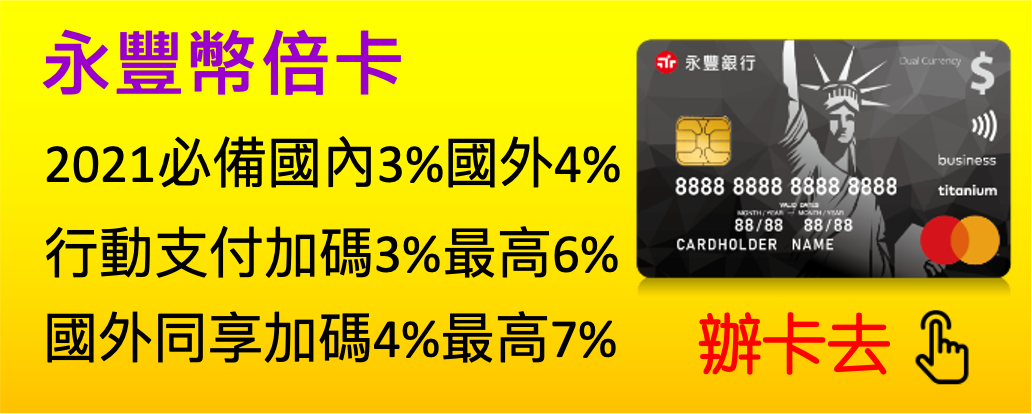 永豐幣倍卡
2021必備國內3%國外4%
行動支付加碼3%最高6%
國外同享加碼4%最高7%
永豐銀行
Dual Currency
$
business
titanium
8888 8888 8888 8888
VALID DATES
MONTH/YEAR — MONTH/YEAR
88/88 88/88
CARDHOLDER NAME
辦卡去